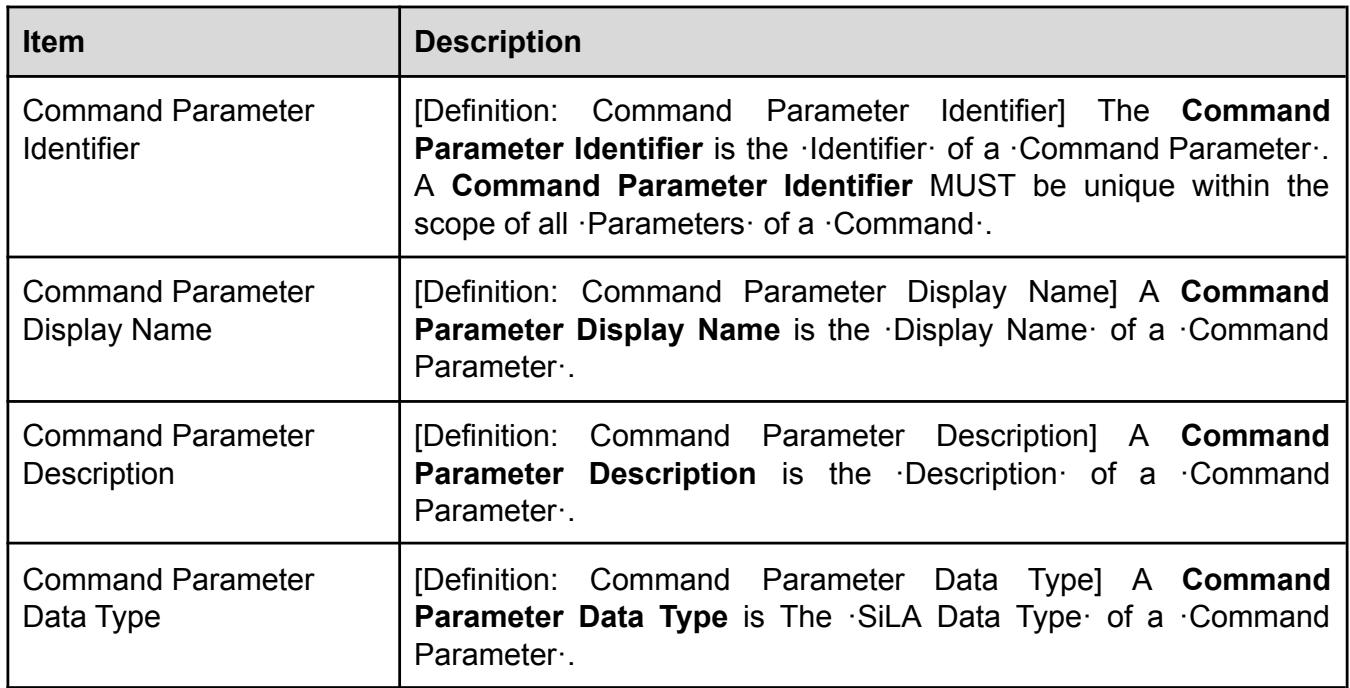 Item
Description
Command Parameter
Identifier
[Definition: Command Parameter Identifier] The Command
Parameter Identifier is the ·Identifier· of a ·Command Parameter·.
A Command Parameter Identifier MUST be unique within the
scope of all ·Parameters· of a ·Command·.
Command Parameter
Display Name
[Definition: Command Parameter Display Name] A Command
Parameter Display Name is the ·Display Name· of a ·Command
Parameter·.
Command Parameter
Description
[Definition: Command Parameter Description] A Command
Parameter Description is the ·Description· of a ·Command
Parameter·.
Command Parameter
Data Type
[Definition: Command Parameter Data Type] A Command
Parameter Data Type is The ·SiLA Data Type· of a ·Command
Parameter·.